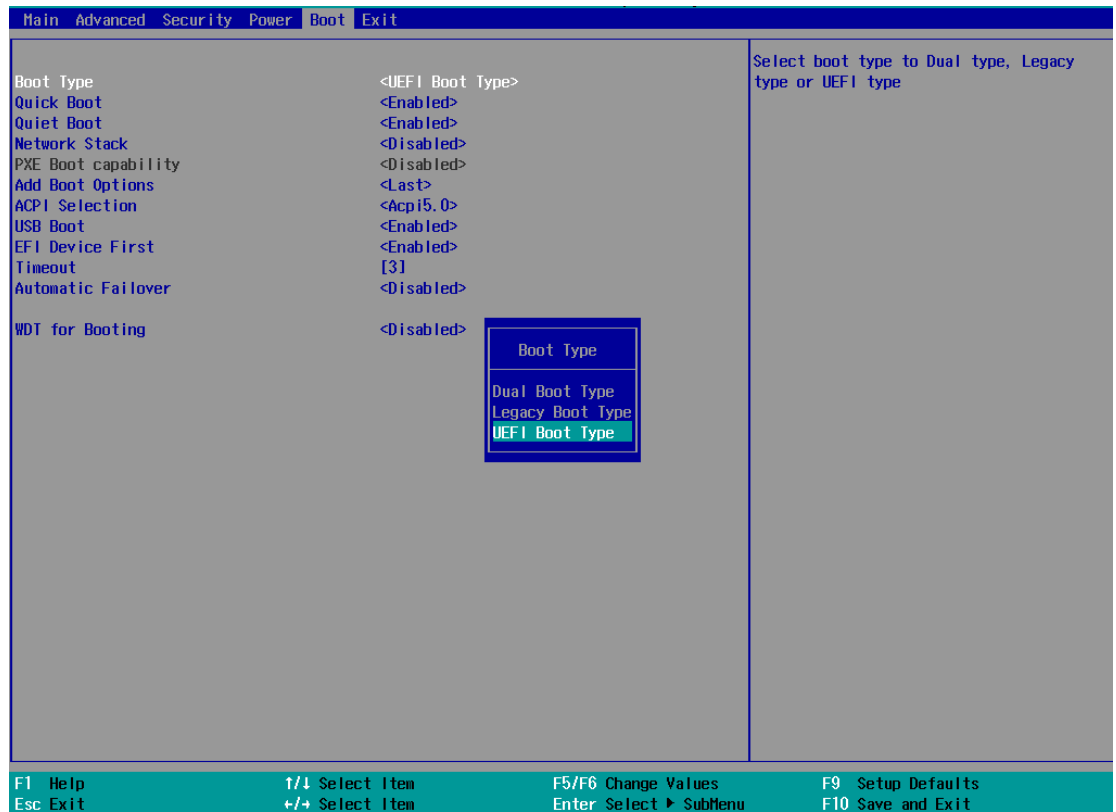 Main Advanced Security Power Boot Exit
Boot Type <UEFI Boot Type>
Quick Boot <Enabled>
Quiet Boot <Enabled>
Network Stack <Disabled>
PXE Boot capability <Disabled>
Add Boot Options <Last>
ACPI Selection <Acpi5.0>
USB Boot <Enabled>
EFI Device First <Enabled>
Timeout [3]
Automatic Failover <Disabled>
WDT for Booting <Disabled>
Boot Type
Dual Boot Type
Legacy Boot Type
UEFI Boot Type
Select boot type to Dual type, Legacy
type or UEFI type
F1 Help ↑/↓ Select Item F5/F6 Change Values F9 Setup Defaults
Esc Exit ←/→ Select Item Enter Select ▶ SubMenu F10 Save and Exit